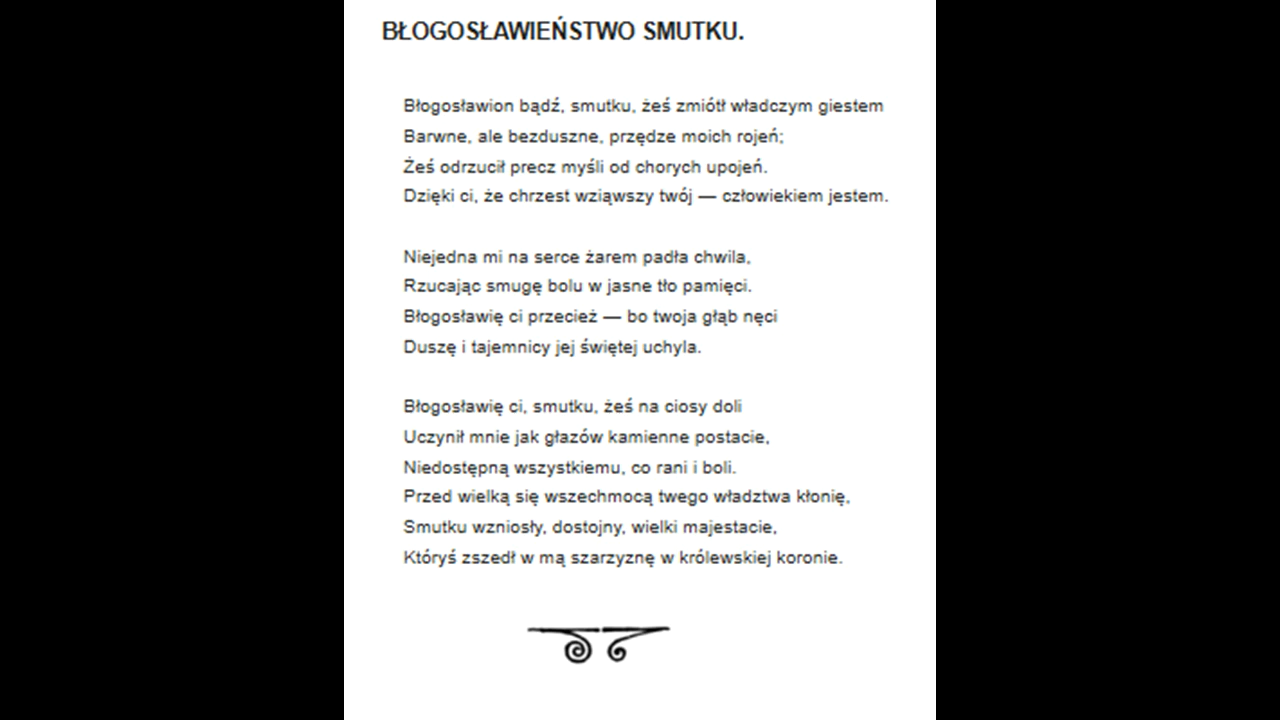 BŁOGOSŁAWIEŃSTWO SMUTKU.
Błogosławion bądź, smutku, żeś zmiótł władczym giestem
Barwne, ale bezduszne, przędze moich rojeń;
Żeś odrzucił precz myśli od chorych upojeń.
Dzięki ci, że chrzest wziąwszy twój — człowiekiem jestem.
Niejedna mi na serce żarem padła chwila,
Rzucając smugę bolu w jasne tło pamięci.
Błogosławię ci przecież — bo twoja głąb nęci
Duszę i tajemnicy jej świętej uchyla.
Błogosławię ci, smutku, żeś na ciosy doli
Uczynił mnie jak głazów kamienne postacie,
Niedostępną wszystkiemu, co rani i boli.
Przed wielką się wszechmocą twego władztwa kłonię,
Smutku wzniosły, dostojny, wielki majestacie,
Któryś zszedł w mą szarzyznę w królewskiej koronie.